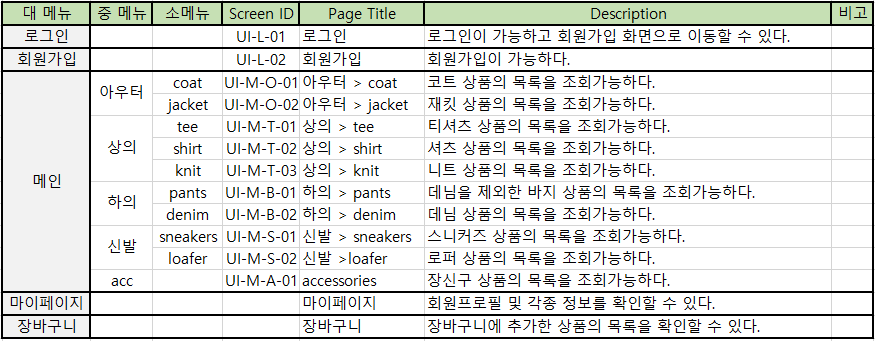 대 메뉴 중 메뉴 소메뉴 Screen ID Page Title Description 비고
로그인 UI-L-01 로그인 로그인이 가능하고 회원가입 화면으로 이동할 수 있다.
회원가입 UI-L-02 회원가입 회원가입이 가능하다.
메인 아우터 coat UI-M-O-01 아우터 > coat 코트 상품의 목록을 조회가능하다.
jacket UI-M-O-02 아우터 > jacket 재킷 상품의 목록을 조회가능하다.
상의 tee UI-M-T-01 상의 > tee 티셔츠 상품의 목록을 조회가능하다.
shirt UI-M-T-02 상의 > shirt 셔츠 상품의 목록을 조회가능하다.
knit UI-M-T-03 상의 > knit 니트 상품의 목록을 조회가능하다.
하의 pants UI-M-B-01 하의 > pants 데님을 제외한 바지 상품의 목록을 조회가능하다.
denim UI-M-B-02 하의 > denim 데님 상품의 목록을 조회가능하다.
신발 sneakers UI-M-S-01 신발 > sneakers 스니커즈 상품의 목록을 조회가능하다.
loafer UI-M-S-02 신발 >loafer 로퍼 상품의 목록을 조회가능하다.
acc UI-M-A-01 accessories 장신구 상품의 목록을 조회가능하다.
마이페이지 마이페이지 회원프로필 및 각종 정보를 확인할 수 있다.
장바구니 장바구니 장바구니에 추가한 상품의 목록을 확인할 수 있다.